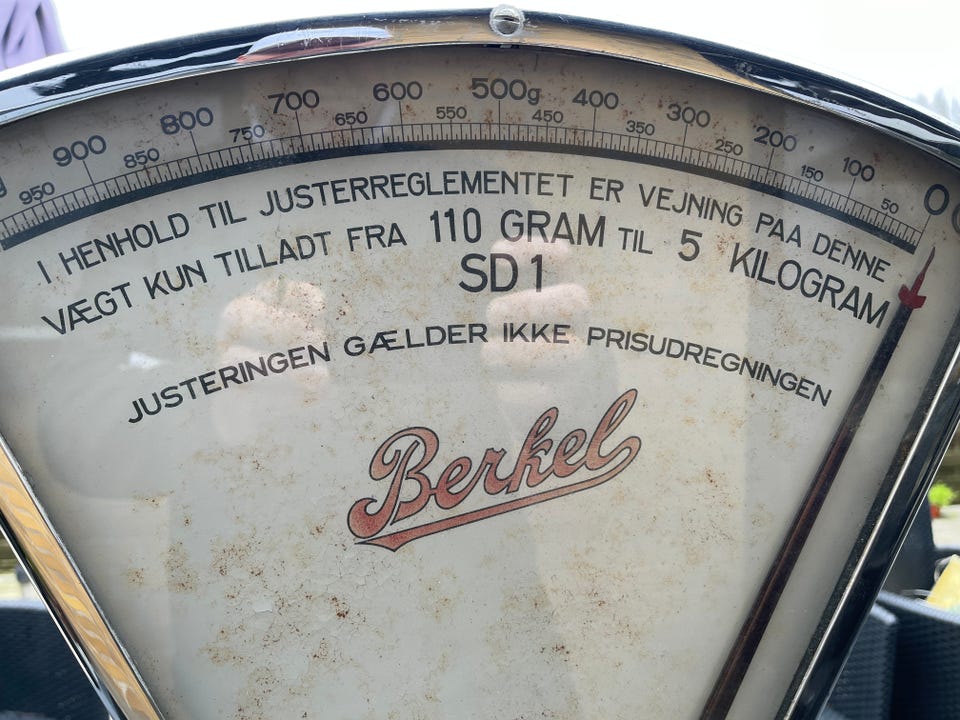 900 800 700 600 500g 400 300 200 100 0
950 850 750 650 550 450 350 250 150 50
I HENHOLD TIL JUSTERREGLEMENTET ER VEJNING PAA DENNE
VÆGT KUN TILLADT FRA 110 GRAM TIL 5 KILOGRAM
SD1
JUSTERINGEN GÆLDER IKKE PRISUDREGNINGEN
Berkel